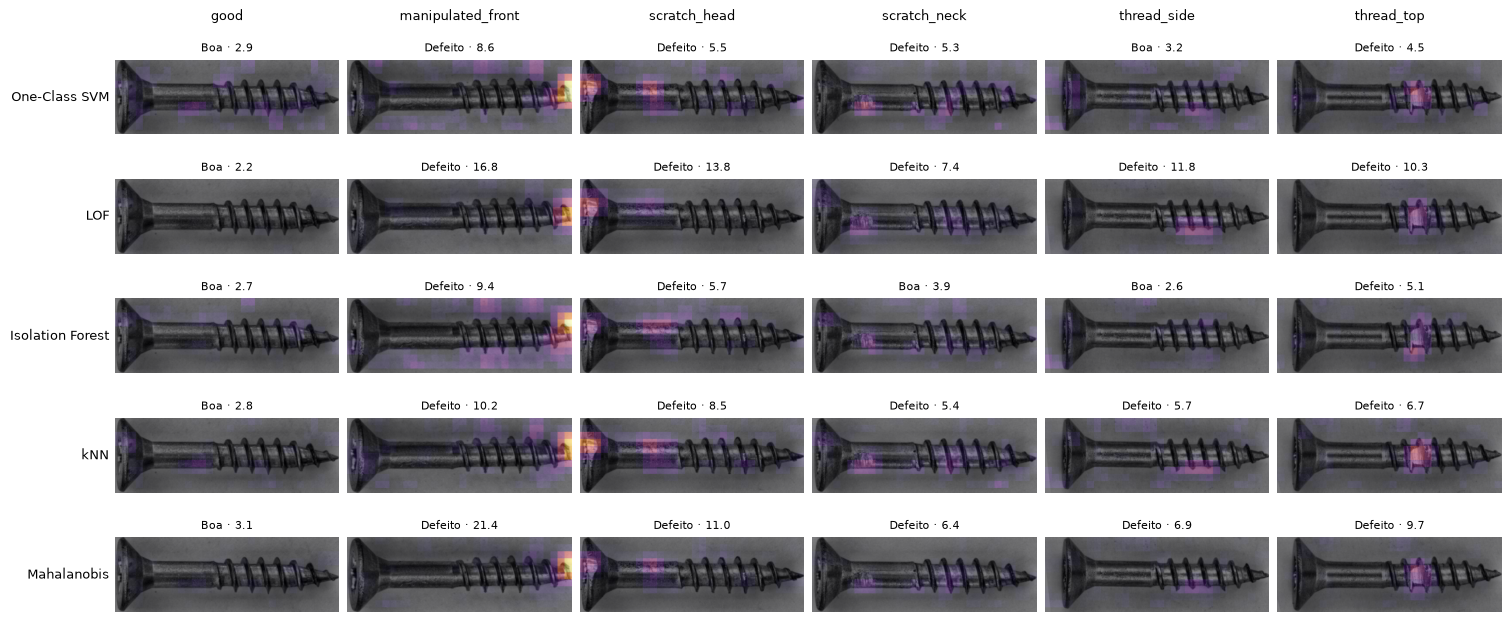 good manipulated_front scratch_head scratch_neck thread_side thread_top
Boa · 2.9 Defeito · 8.6 Defeito · 5.5 Defeito · 5.3 Boa · 3.2 Defeito · 4.5
One-Class SVM
Boa · 2.2 Defeito · 16.8 Defeito · 13.8 Defeito · 7.4 Defeito · 11.8 Defeito · 10.3
LOF
Boa · 2.7 Defeito · 9.4 Defeito · 5.7 Boa · 3.9 Boa · 2.6 Defeito · 5.1
Isolation Forest
Boa · 2.8 Defeito · 10.2 Defeito · 8.5 Defeito · 5.4 Defeito · 5.7 Defeito · 6.7
kNN
Boa · 3.1 Defeito · 21.4 Defeito · 11.0 Defeito · 6.4 Defeito · 6.9 Defeito · 9.7
Mahalanobis